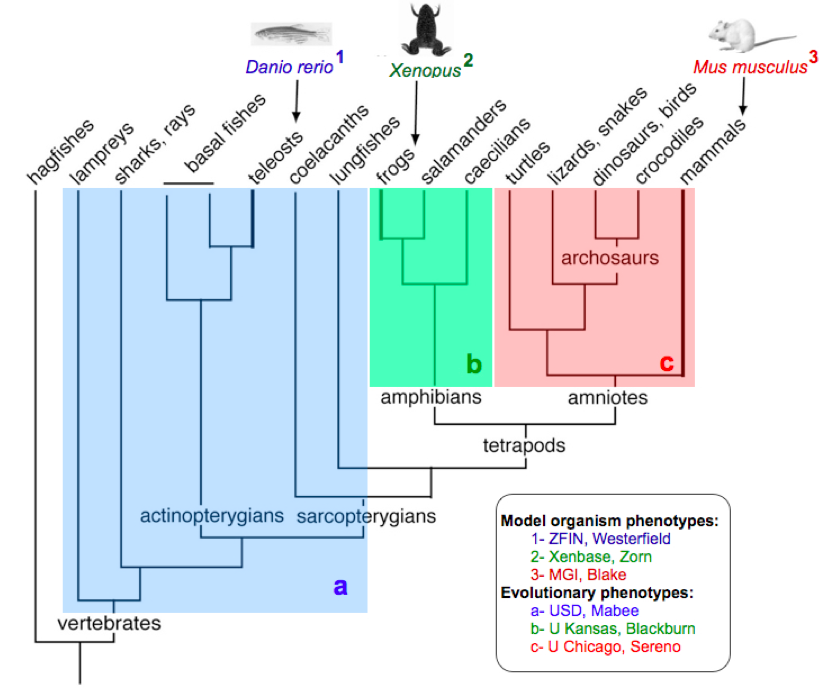 Danio rerio 1
Xenopus 2
Mus musculus 3
hagfishes
lampreys
sharks, rays
basal fishes
teleosts
coelacanths
lungfishes
frogs
salamanders
caecilians
turtles
lizards, snakes
dinosaurs, birds
crocodiles
mammals
archosaurs
b
c
amphibians
amniotes
tetrapods
actinopterygians
sarcopterygians
a
vertebrates
Model organism phenotypes:
1- ZFIN, Westerfield
2- Xenbase, Zorn
3- MGI, Blake
Evolutionary phenotypes:
a- USD, Mabee
b- U Kansas, Blackburn
c- U Chicago, Sereno